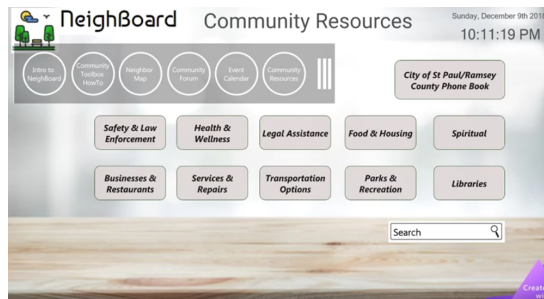 NeighBoard
Community Resources
Sunday, December 9th 2018
10:11:19 PM
Intro to
NeighBoard
Community
Toolbox
HowTo
Neighbor
Map
Community
Forum
Event
Calendar
Community
Resources
City of St Paul/Ramsey
County Phone Book
Safety & Law
Enforcement
Health &
Wellness
Legal Assistance
Food & Housing
Spiritual
Businesses &
Restaurants
Services &
Repairs
Transportation
Options
Parks &
Recreation
Libraries
Search
Create